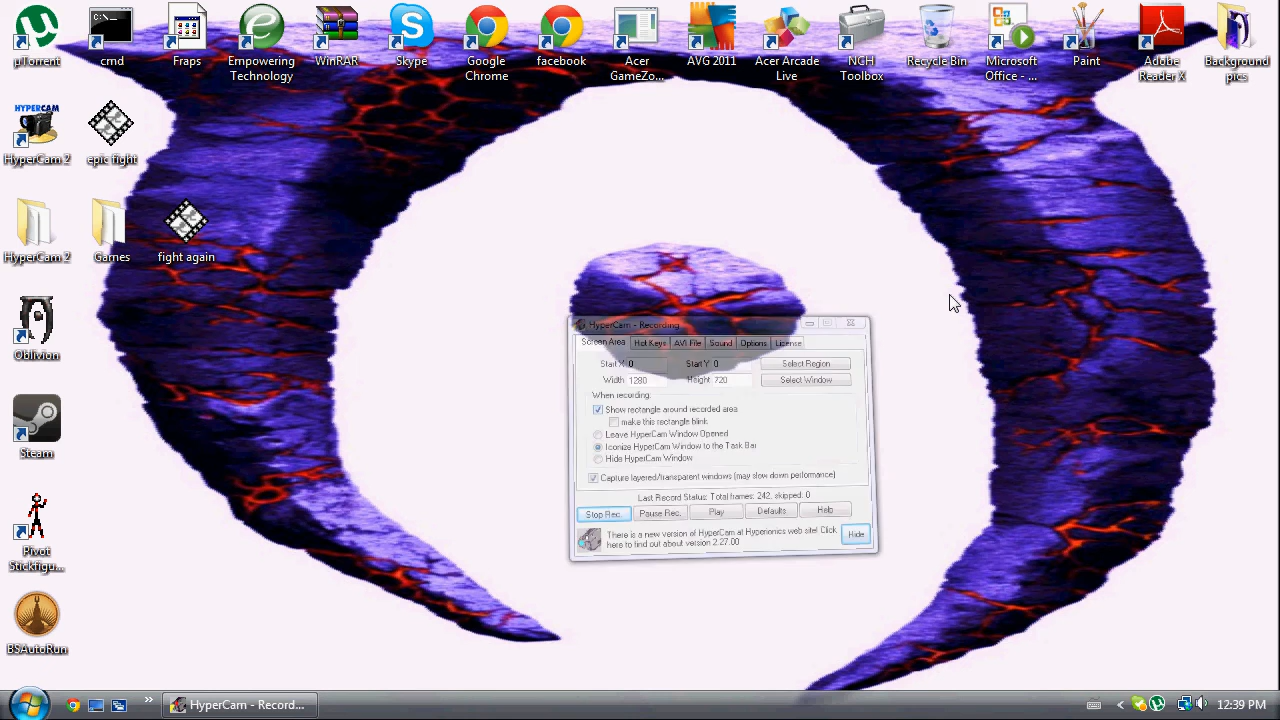 µTorrent
cmd
Fraps
Empowering
Technology
WinRAR
Skype
Google
Chrome
facebook
Acer
GameZo...
AVG 2011
Acer Arcade
Live
NCH
Toolbox
Recycle Bin
Microsoft
Office - ...
Paint
Adobe
Reader X
Background
pics
C:\_
HYPERCAM
HyperCam 2
epic fight
HyperCam 2
Games
fight again
Oblivion
Steam
Pivot
Stickfigu...
BSAutoRun
HyperCam - Recording
Screen Area Hot Keys AVI File Sound Options License
Start X 0 Start Y 0 Select Region
Width 1280 Height 720 Select Window
When recording:
Show rectangle around recorded area
make this rectangle blink
Leave HyperCam Window Opened
Iconize HyperCam Window to the Task Bar
Hide HyperCam Window
Capture layered/transparent windows (may slow down performance)
Last Record Status: Total frames: 242, skipped: 0
Stop Rec. Pause Rec. Play Defaults Help
There is a new version of HyperCam at Hyperionics web site! Click
here to find out about version 2.27.00
Hide
HyperCam - Record...
12:39 PM